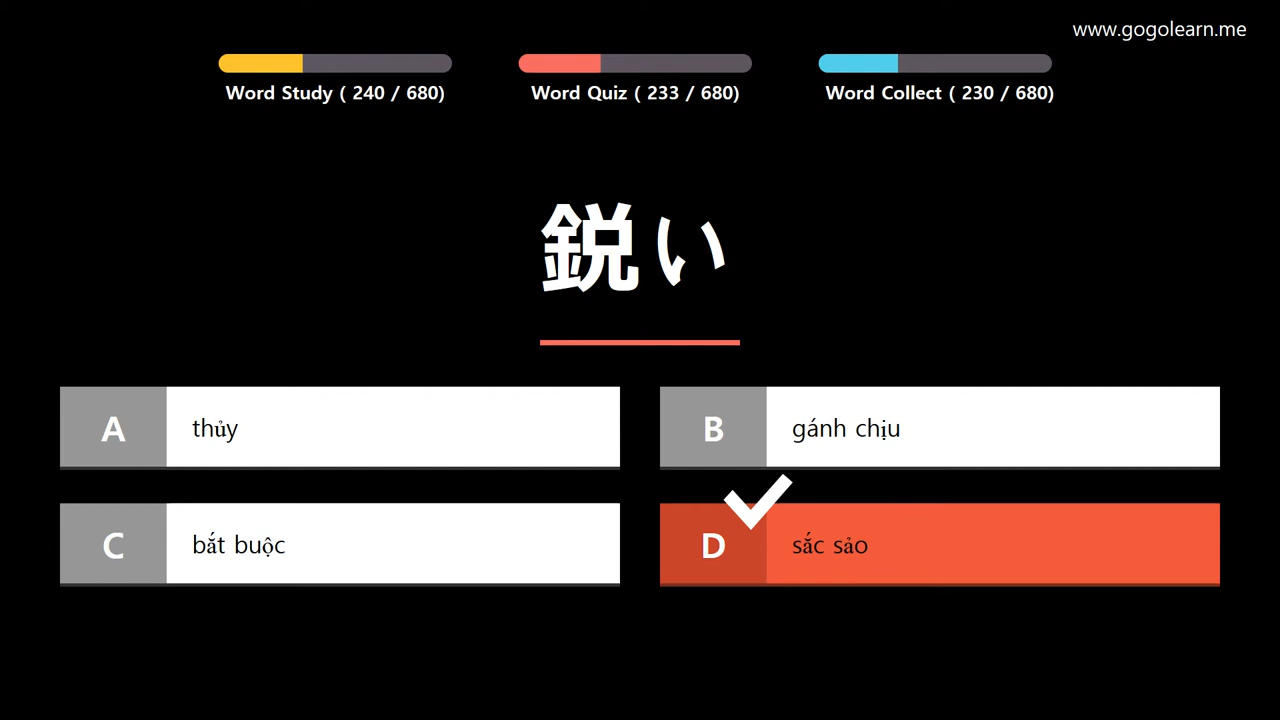 www.gogolearn.me
Word Study ( 240 / 680)
Word Quiz ( 233 / 680)
Word Collect ( 230 / 680)
鋭い
A
thủy
B
gánh chịu
C
bắt buộc
D
sắc sảo